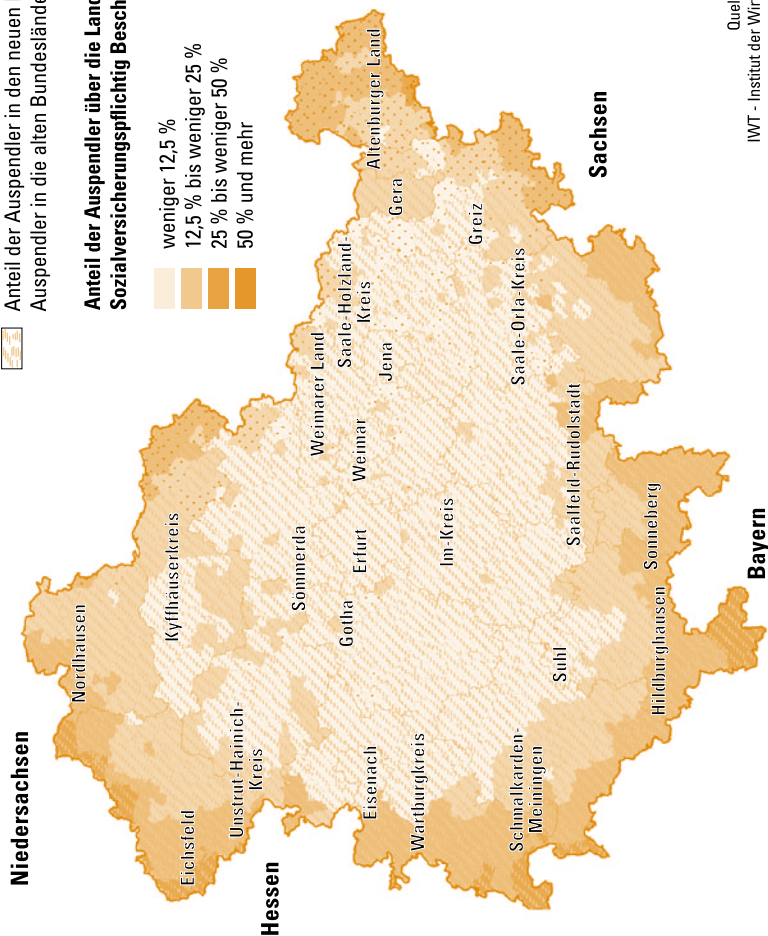 Anteil der Auspendler in den neuen
Auspendler in die alten Bundeslände
Anteil der Auspendler über die Land
Sozialversicherungspflichtig Besch
weniger 12,5 %
12,5 % bis weniger 25 %
25 % bis weniger 50 %
50 % und mehr
Niedersachsen
Hessen
Sachsen
Bayern
Nordhausen
Eichsfeld
Kyffhäuserkreis
Unstrut-Hainich-
Kreis
Sömmerda
Weimarer Land
Saale-Holzland-
Kreis
Altenburger Land
Gera
Jena
Weimar
Erfurt
Gotha
Eisenach
Wartburgkreis
Ilm-Kreis
Greiz
Saale-Orla-Kreis
Saalfeld-Rudolstadt
Suhl
Schmalkarden-
Meiningen
Sonneberg
Hildburghausen
Quel
IWT - Institut der Wir